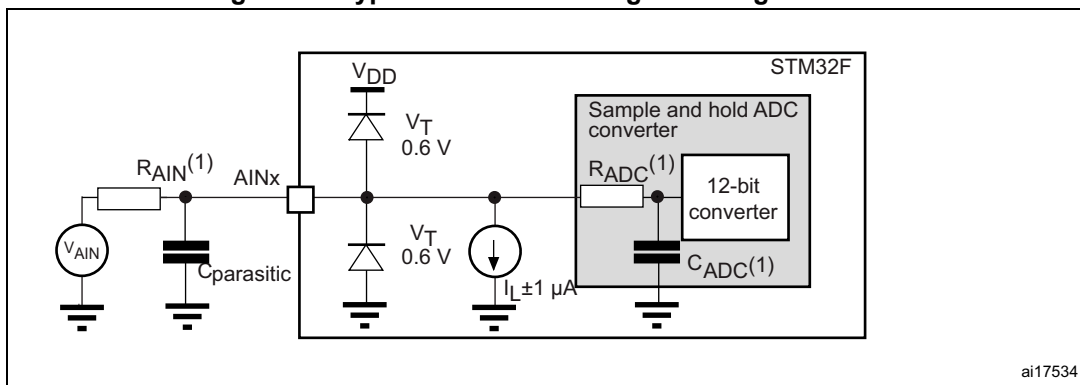 STM32F
VDD
Sample and hold ADC
converter
VT
0.6 V
RAIN(1)
AINx
RADC(1)
12-bit
converter
VAIN
Cparasitic
VT
0.6 V
IL±1 µA
CADC(1)
ai17534